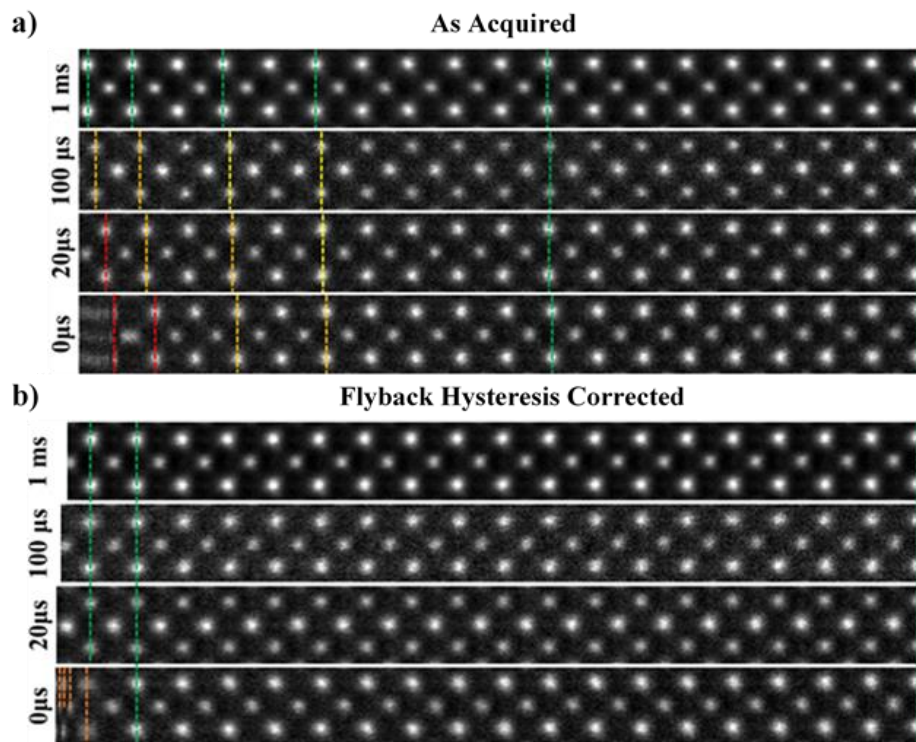 a)
As Acquired
1 ms
100 μs
20μs
0μs
b)
Flyback Hysteresis Corrected
1 ms
100 μs
20μs
0μs